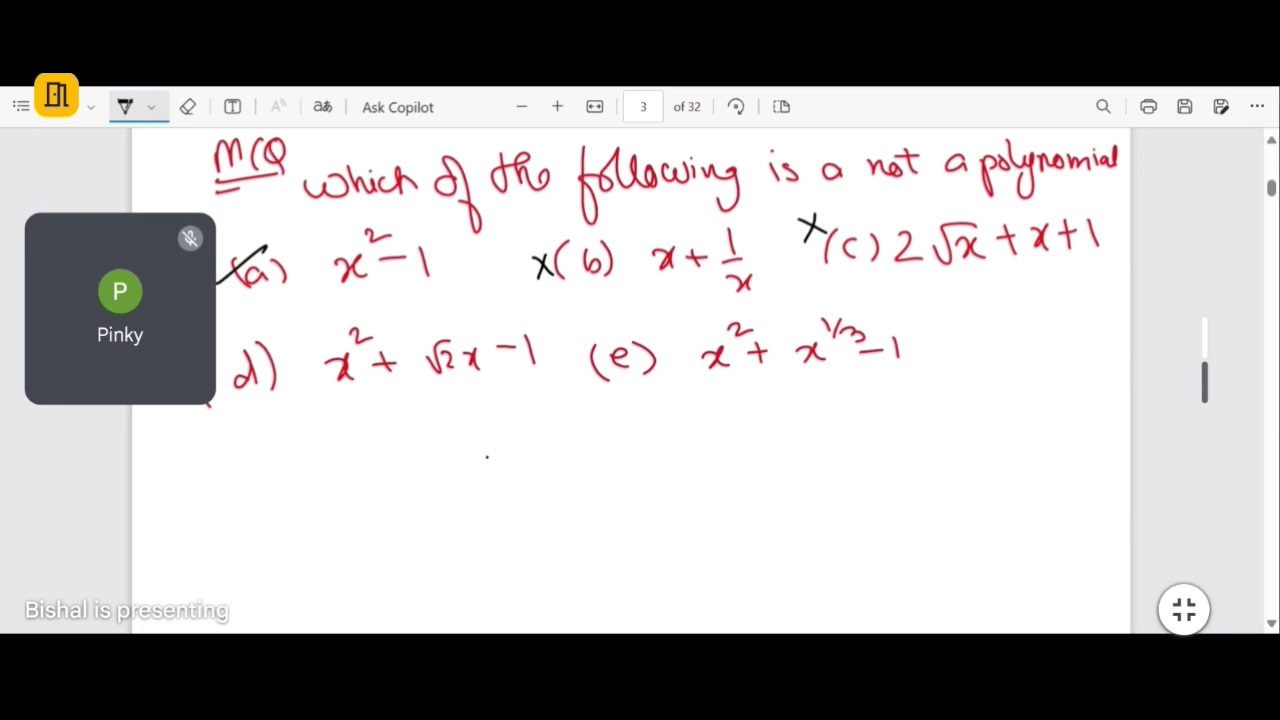 Ask Copilot
3 of 32
MCQ which of the following is a not a polynomial
(a) x² - 1 x(b) x + 1/x x(c) 2√x + x + 1
P
Pinky
d) x² + √2x - 1 (e) x² + x^1/3 - 1
Bishal is presenting